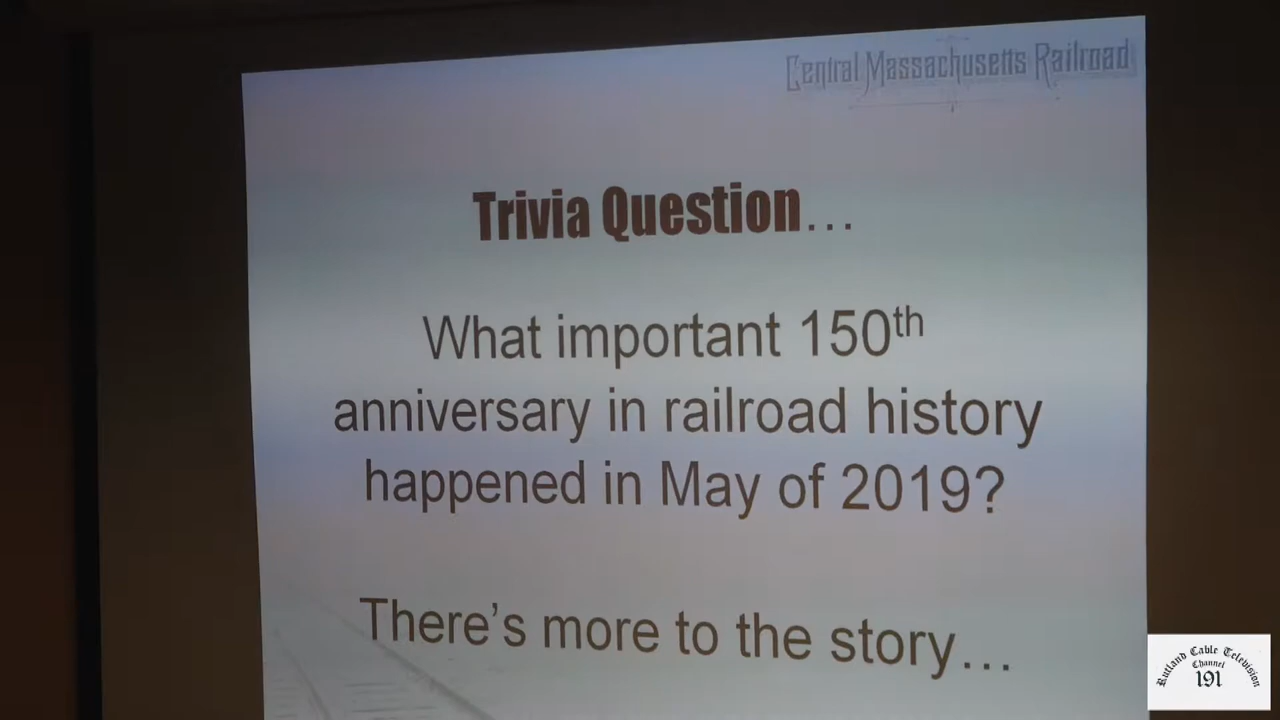 Central Massachusetts Railroad
Trivia Question...
What important 150th
anniversary in railroad history
happened in May of 2019?
There's more to the story...
Rutland Cable Television
Channel
191